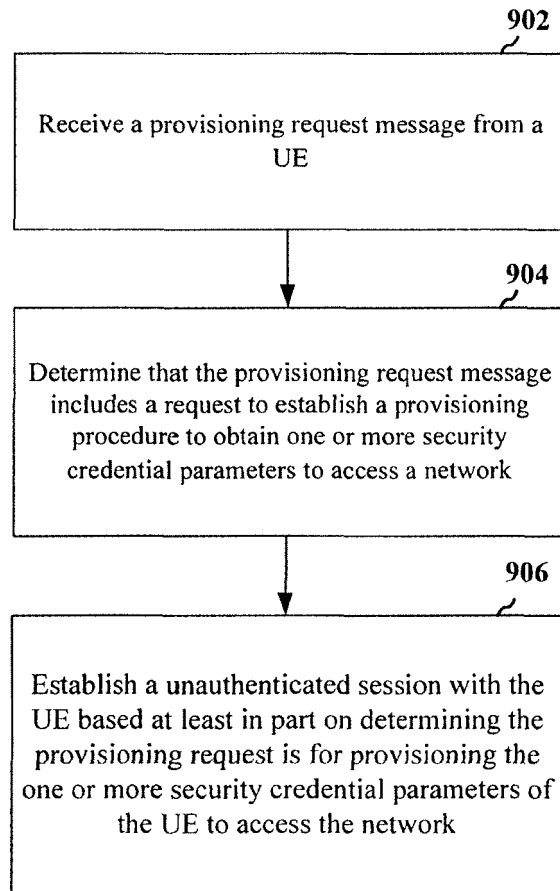 902
Receive a provisioning request message from a
UE
904
Determine that the provisioning request message
includes a request to establish a provisioning
procedure to obtain one or more security
credential parameters to access a network
906
Establish a unauthenticated session with the
UE based at least in part on determining the
provisioning request is for provisioning the
one or more security credential parameters of
the UE to access the network